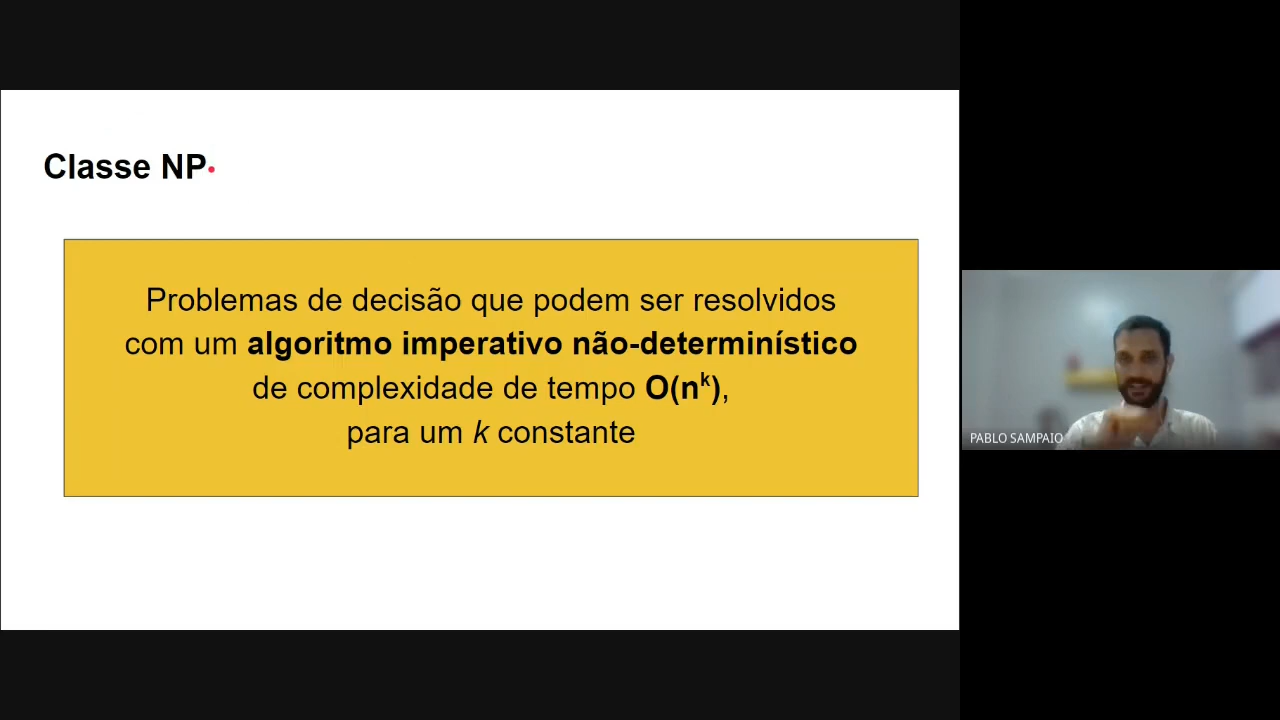 Classe NP
Problemas de decisão que podem ser resolvidos
com um algoritmo imperativo não-determinístico
de complexidade de tempo O(nᵏ),
para um k constante
PABLO SAMPAIO